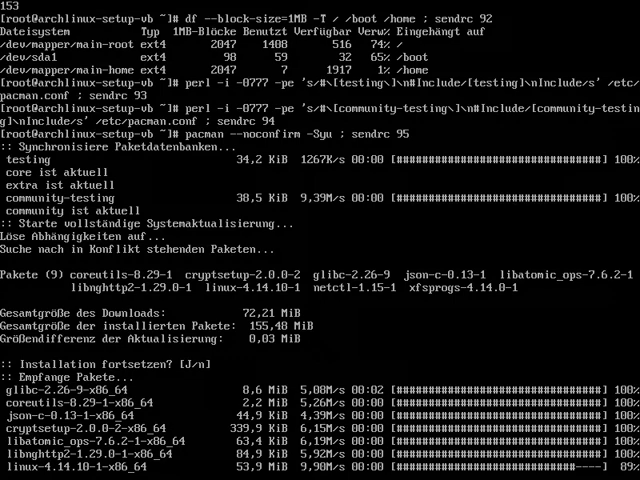 153
[root@archlinux-setup-vb ~]# df --block-size=1MB -T / /boot /home ; sendrc 92
Dateisystem           Typ  1MB-Blöcke Benutzt Verfügbar Verw% Eingehängt auf
/dev/mapper/main-root ext4       2047    1408       516   74% /
/dev/sda1             ext4         98      59        32   65% /boot
/dev/mapper/main-home ext4       2047       7      1917    1% /home
[root@archlinux-setup-vb ~]# perl -i -0777 -pe 's/#\[testing\]\n#Include/[testing]\nInclude/s' /etc/
pacman.conf ; sendrc 93
[root@archlinux-setup-vb ~]# perl -i -0777 -pe 's/#\[community-testing\]\n#Include/[community-testin
g]\nInclude/s' /etc/pacman.conf ; sendrc 94
[root@archlinux-setup-vb ~]# pacman --noconfirm -Syu ; sendrc 95
:: Synchronisiere Paketdatenbanken...
 testing                    34,2 KiB  1267K/s 00:00 [##################################] 100%
 core ist aktuell
 extra ist aktuell
 community-testing          38,5 KiB  9,39M/s 00:00 [##################################] 100%
 community ist aktuell
:: Starte vollständige Systemaktualisierung...
Löse Abhängigkeiten auf...
Suche nach in Konflikt stehenden Paketen...
Pakete (9) coreutils-8.29-1  cryptsetup-2.0.0-2  glibc-2.26-9  json-c-0.13-1  libatomic_ops-7.6.2-1
           libnghttp2-1.29.0-1  linux-4.14.10-1  netctl-1.15-1  xfsprogs-4.14.0-1
Gesamtgröße des Downloads:            72,21 MiB
Gesamtgröße der installierten Pakete:  155,48 MiB
Größendifferenz der Aktualisierung:     0,03 MiB
:: Installation fortsetzen? [J/n]
:: Empfange Pakete...
 glibc-2.26-9-x86_64         8,6 MiB  5,08M/s 00:02 [##################################] 100%
 coreutils-8.29-1-x86_64     2,2 MiB  5,26M/s 00:00 [##################################] 100%
 json-c-0.13-1-x86_64       44,9 KiB  4,39M/s 00:00 [##################################] 100%
 cryptsetup-2.0.0-2-x86_64  339,9 KiB  6,15M/s 00:00 [##################################] 100%
 libatomic_ops-7.6.2-1-x86_64  63,4 KiB  6,19M/s 00:00 [##################################] 100%
 libnghttp2-1.29.0-1-x86_64  84,9 KiB  5,92M/s 00:00 [##################################] 100%
 linux-4.14.10-1-x86_64     53,9 MiB  9,90M/s 00:00 [##############################----]  89%